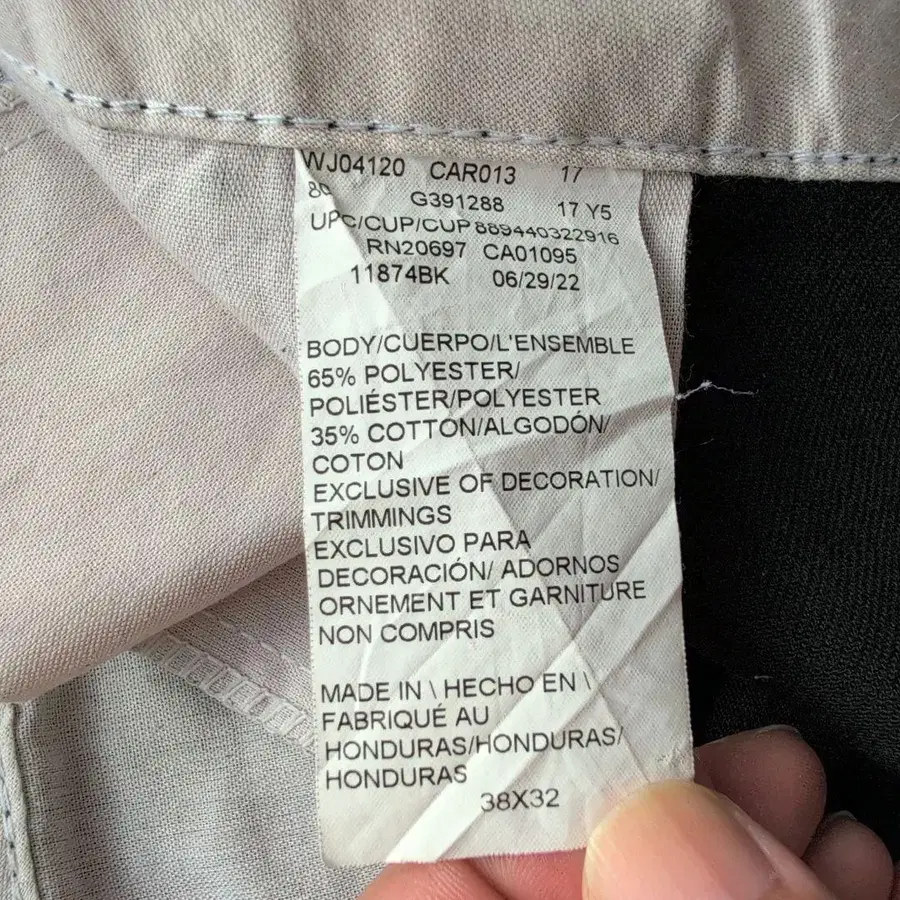 WJ04120 CAR013 17
80 G391288 17 Y5
UPC/CUP/CUP 889440322916
RN20697 CA01095
11874BK 06/29/22
BODY/CUERPO/L'ENSEMBLE
65% POLYESTER/
POLIÉSTER/POLYESTER
35% COTTON/ALGODÓN/
COTON
EXCLUSIVE OF DECORATION/
TRIMMINGS
EXCLUSIVO PARA
DECORACIÓN/ ADORNOS
ORNEMENT ET GARNITURE
NON COMPRIS
MADE IN \ HECHO EN \
FABRIQUÉ AU
HONDURAS/HONDURAS/
HONDURAS
38X32